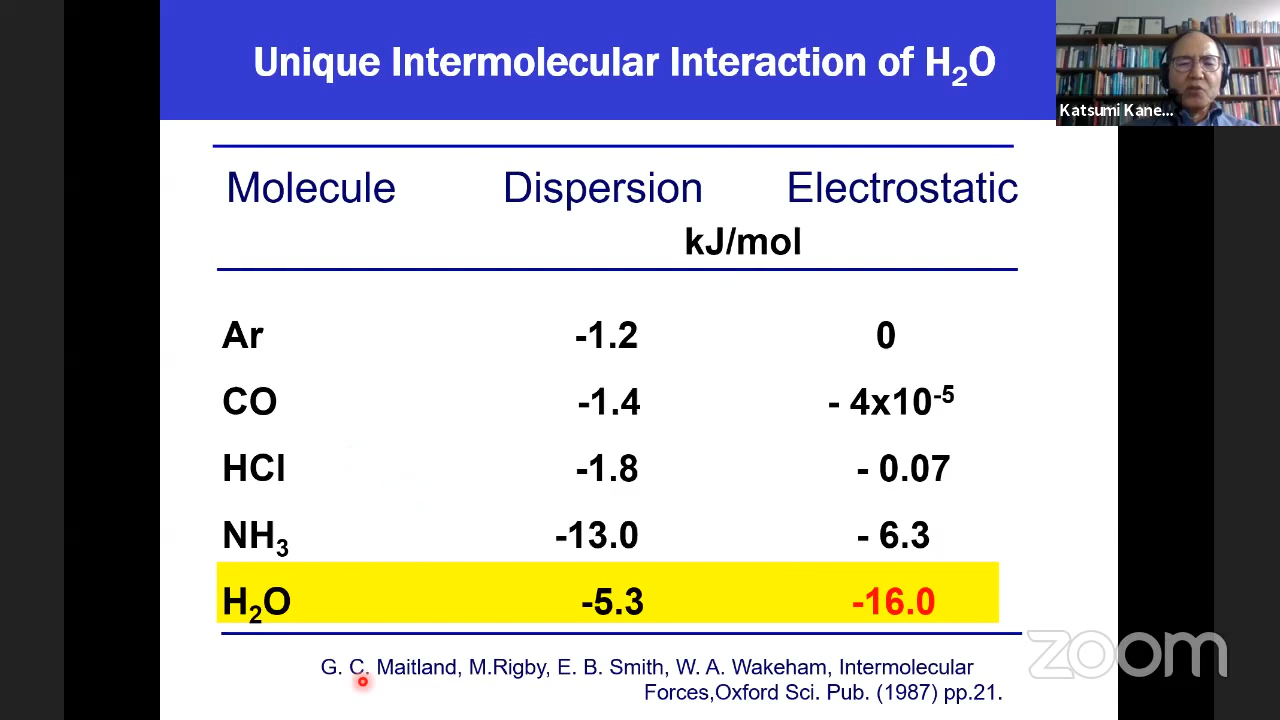 Unique Intermolecular Interaction of H₂O
Katsumi Kane...
Molecule Dispersion Electrostatic
kJ/mol
Ar -1.2 0
CO -1.4 - 4x10⁻⁵
HCl -1.8 - 0.07
NH₃ -13.0 - 6.3
H₂O -5.3 -16.0
G. C. Maitland, M.Rigby, E. B. Smith, W. A. Wakeham, Intermolecular
Forces,Oxford Sci. Pub. (1987) pp.21.
zoom